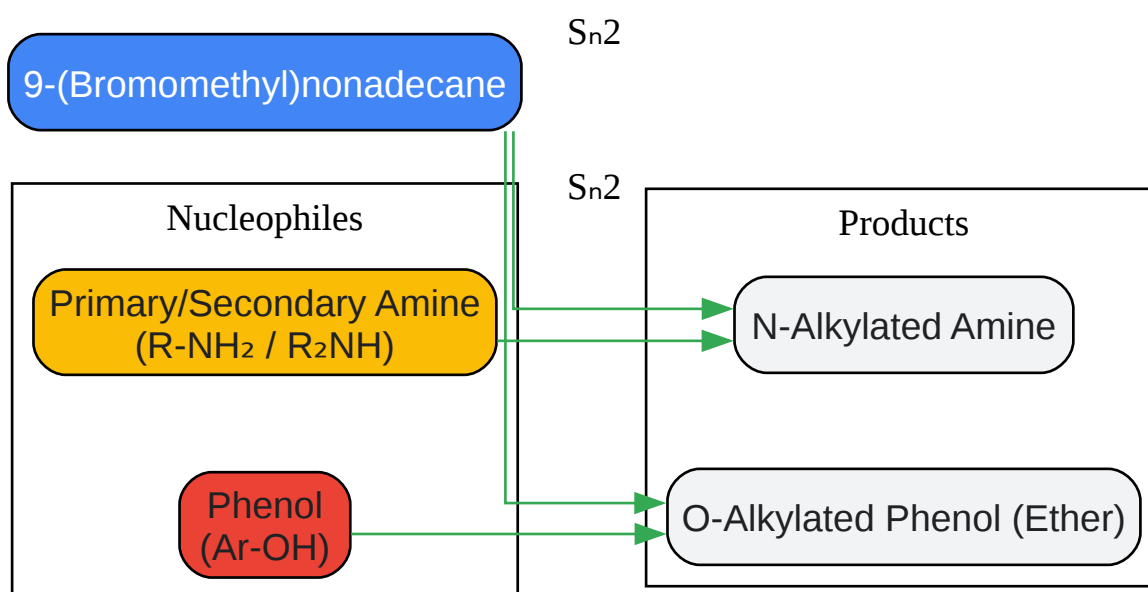 Sₙ2
9-(Bromomethyl)nonadecane
Sₙ2
Nucleophiles
Products
Primary/Secondary Amine
(R-NH₂ / R₂NH)
N-Alkylated Amine
Phenol
(Ar-OH)
O-Alkylated Phenol (Ether)